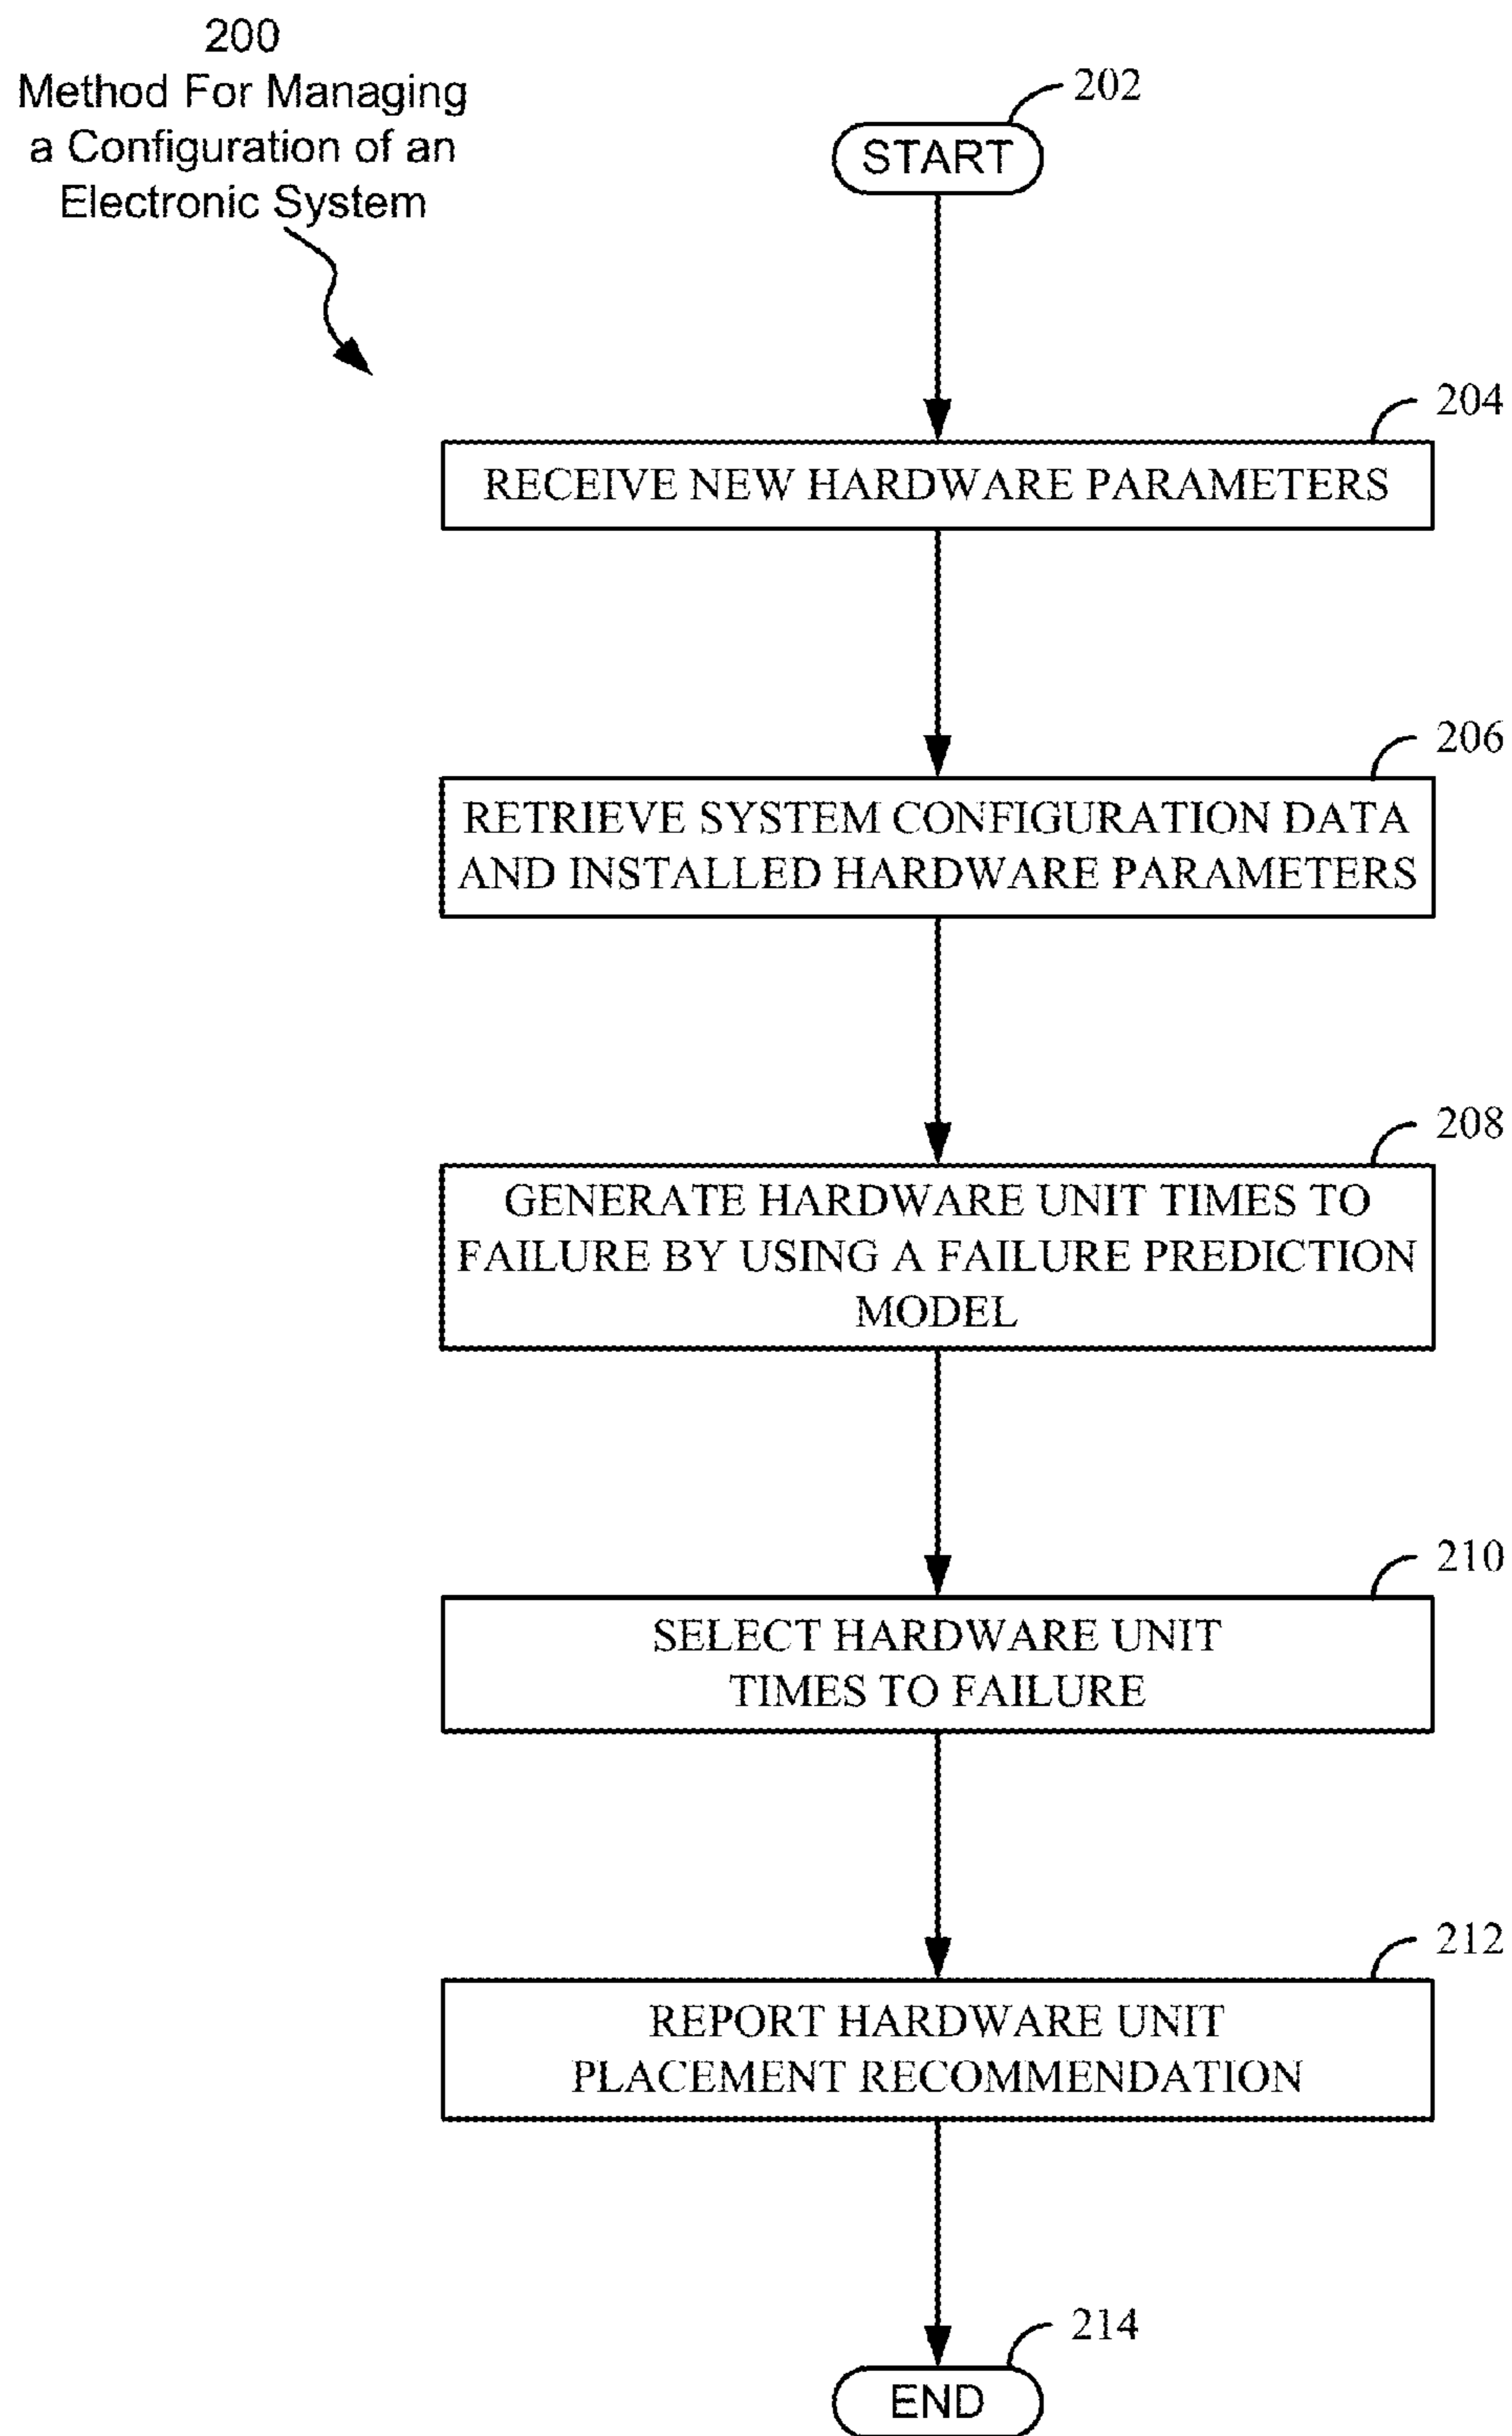 200
Method For Managing
a Configuration of an
Electronic System
202
START
204
RECEIVE NEW HARDWARE PARAMETERS
206
RETRIEVE SYSTEM CONFIGURATION DATA
AND INSTALLED HARDWARE PARAMETERS
208
GENERATE HARDWARE UNIT TIMES TO
FAILURE BY USING A FAILURE PREDICTION
MODEL
210
SELECT HARDWARE UNIT
TIMES TO FAILURE
212
REPORT HARDWARE UNIT
PLACEMENT RECOMMENDATION
214
END